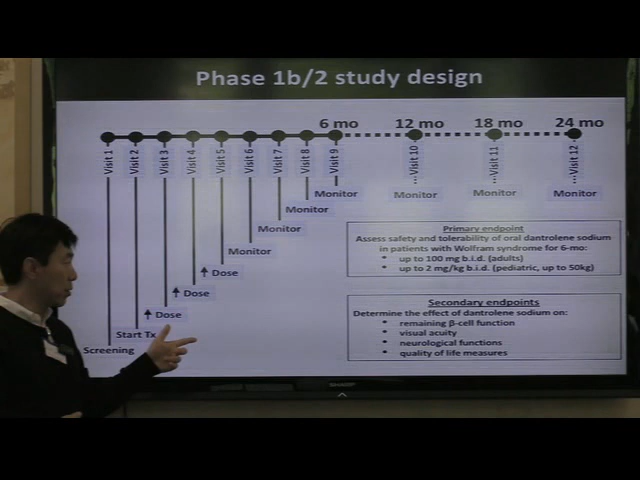 Phase 1b/2 study design
6 mo 12 mo 18 mo 24 mo
Visit 1
Visit 2
Visit 3
Visit 4
Visit 5
Visit 6
Visit 7
Visit 8
Visit 9
...Visit 10
...Visit 11
...Visit 12
Monitor Monitor Monitor Monitor
Monitor
Monitor
Monitor
↑ Dose
↑ Dose
↑ Dose
Start Tx
Screening
Primary endpoint
Assess safety and tolerability of oral dantrolene sodium
in patients with Wolfram syndrome for 6-mo:
• up to 100 mg b.i.d. (adults)
• up to 2 mg/kg b.i.d. (pediatric, up to 50kg)
Secondary endpoints
Determine the effect of dantrolene sodium on:
• remaining β-cell function
• visual acuity
• neurological functions
• quality of life measures
SHARP